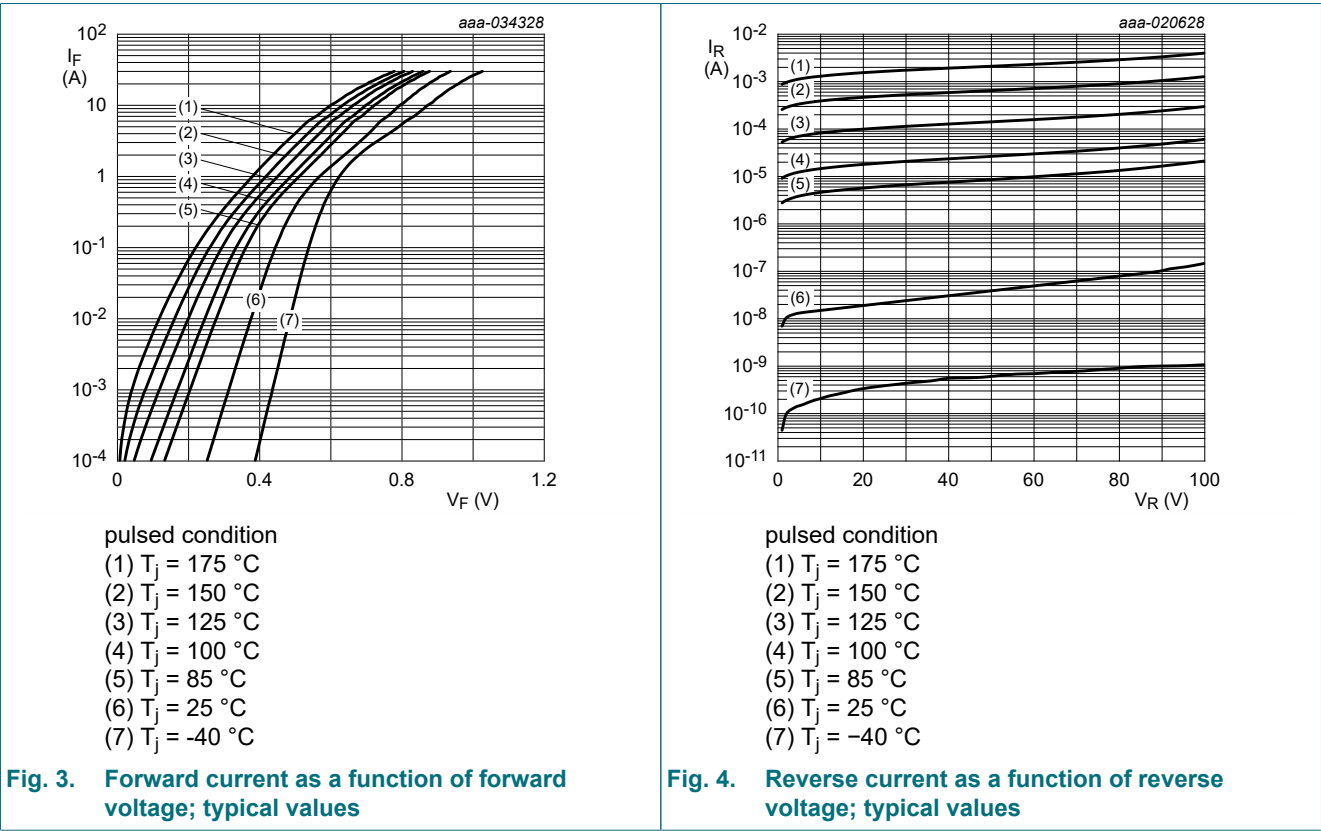 aaa-034328
I_F
(A)
10²
10
1
10⁻¹
10⁻²
10⁻³
10⁻⁴
(1)
(2)
(3)
(4)
(5)
(6)
(7)
0
0.4
0.8
1.2
V_F (V)
pulsed condition
(1) T_j = 175 °C
(2) T_j = 150 °C
(3) T_j = 125 °C
(4) T_j = 100 °C
(5) T_j = 85 °C
(6) T_j = 25 °C
(7) T_j = -40 °C
Fig. 3. Forward current as a function of forward
voltage; typical values
aaa-020628
I_R
(A)
10⁻²
10⁻³
10⁻⁴
10⁻⁵
10⁻⁶
10⁻⁷
10⁻⁸
10⁻⁹
10⁻¹⁰
10⁻¹¹
(1)
(2)
(3)
(4)
(5)
(6)
(7)
0
20
40
60
80
100
V_R (V)
pulsed condition
(1) T_j = 175 °C
(2) T_j = 150 °C
(3) T_j = 125 °C
(4) T_j = 100 °C
(5) T_j = 85 °C
(6) T_j = 25 °C
(7) T_j = −40 °C
Fig. 4. Reverse current as a function of reverse
voltage; typical values